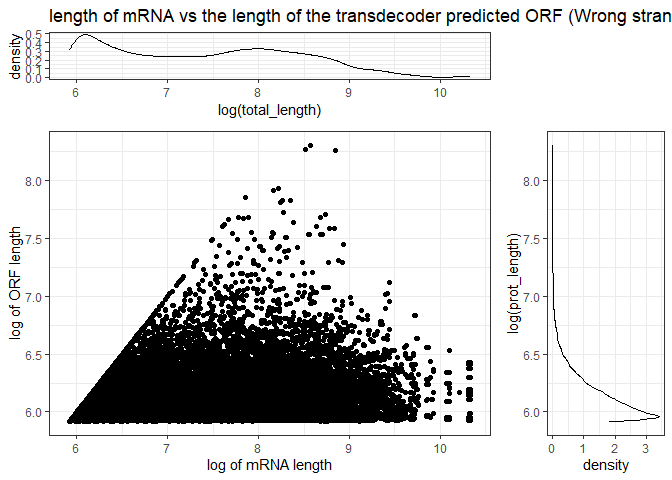 length of mRNA vs the length of the transdecoder predicted ORF (Wrong stran
density
0.5
0.4
0.3
0.2
0.1
0.0
6 7 8 9 10
log(total_length)
log of ORF length
8.0
7.5
7.0
6.5
6.0
6 7 8 9 10
log of mRNA length
log(prot_length)
8.0
7.5
7.0
6.5
6.0
0 1 2 3
density